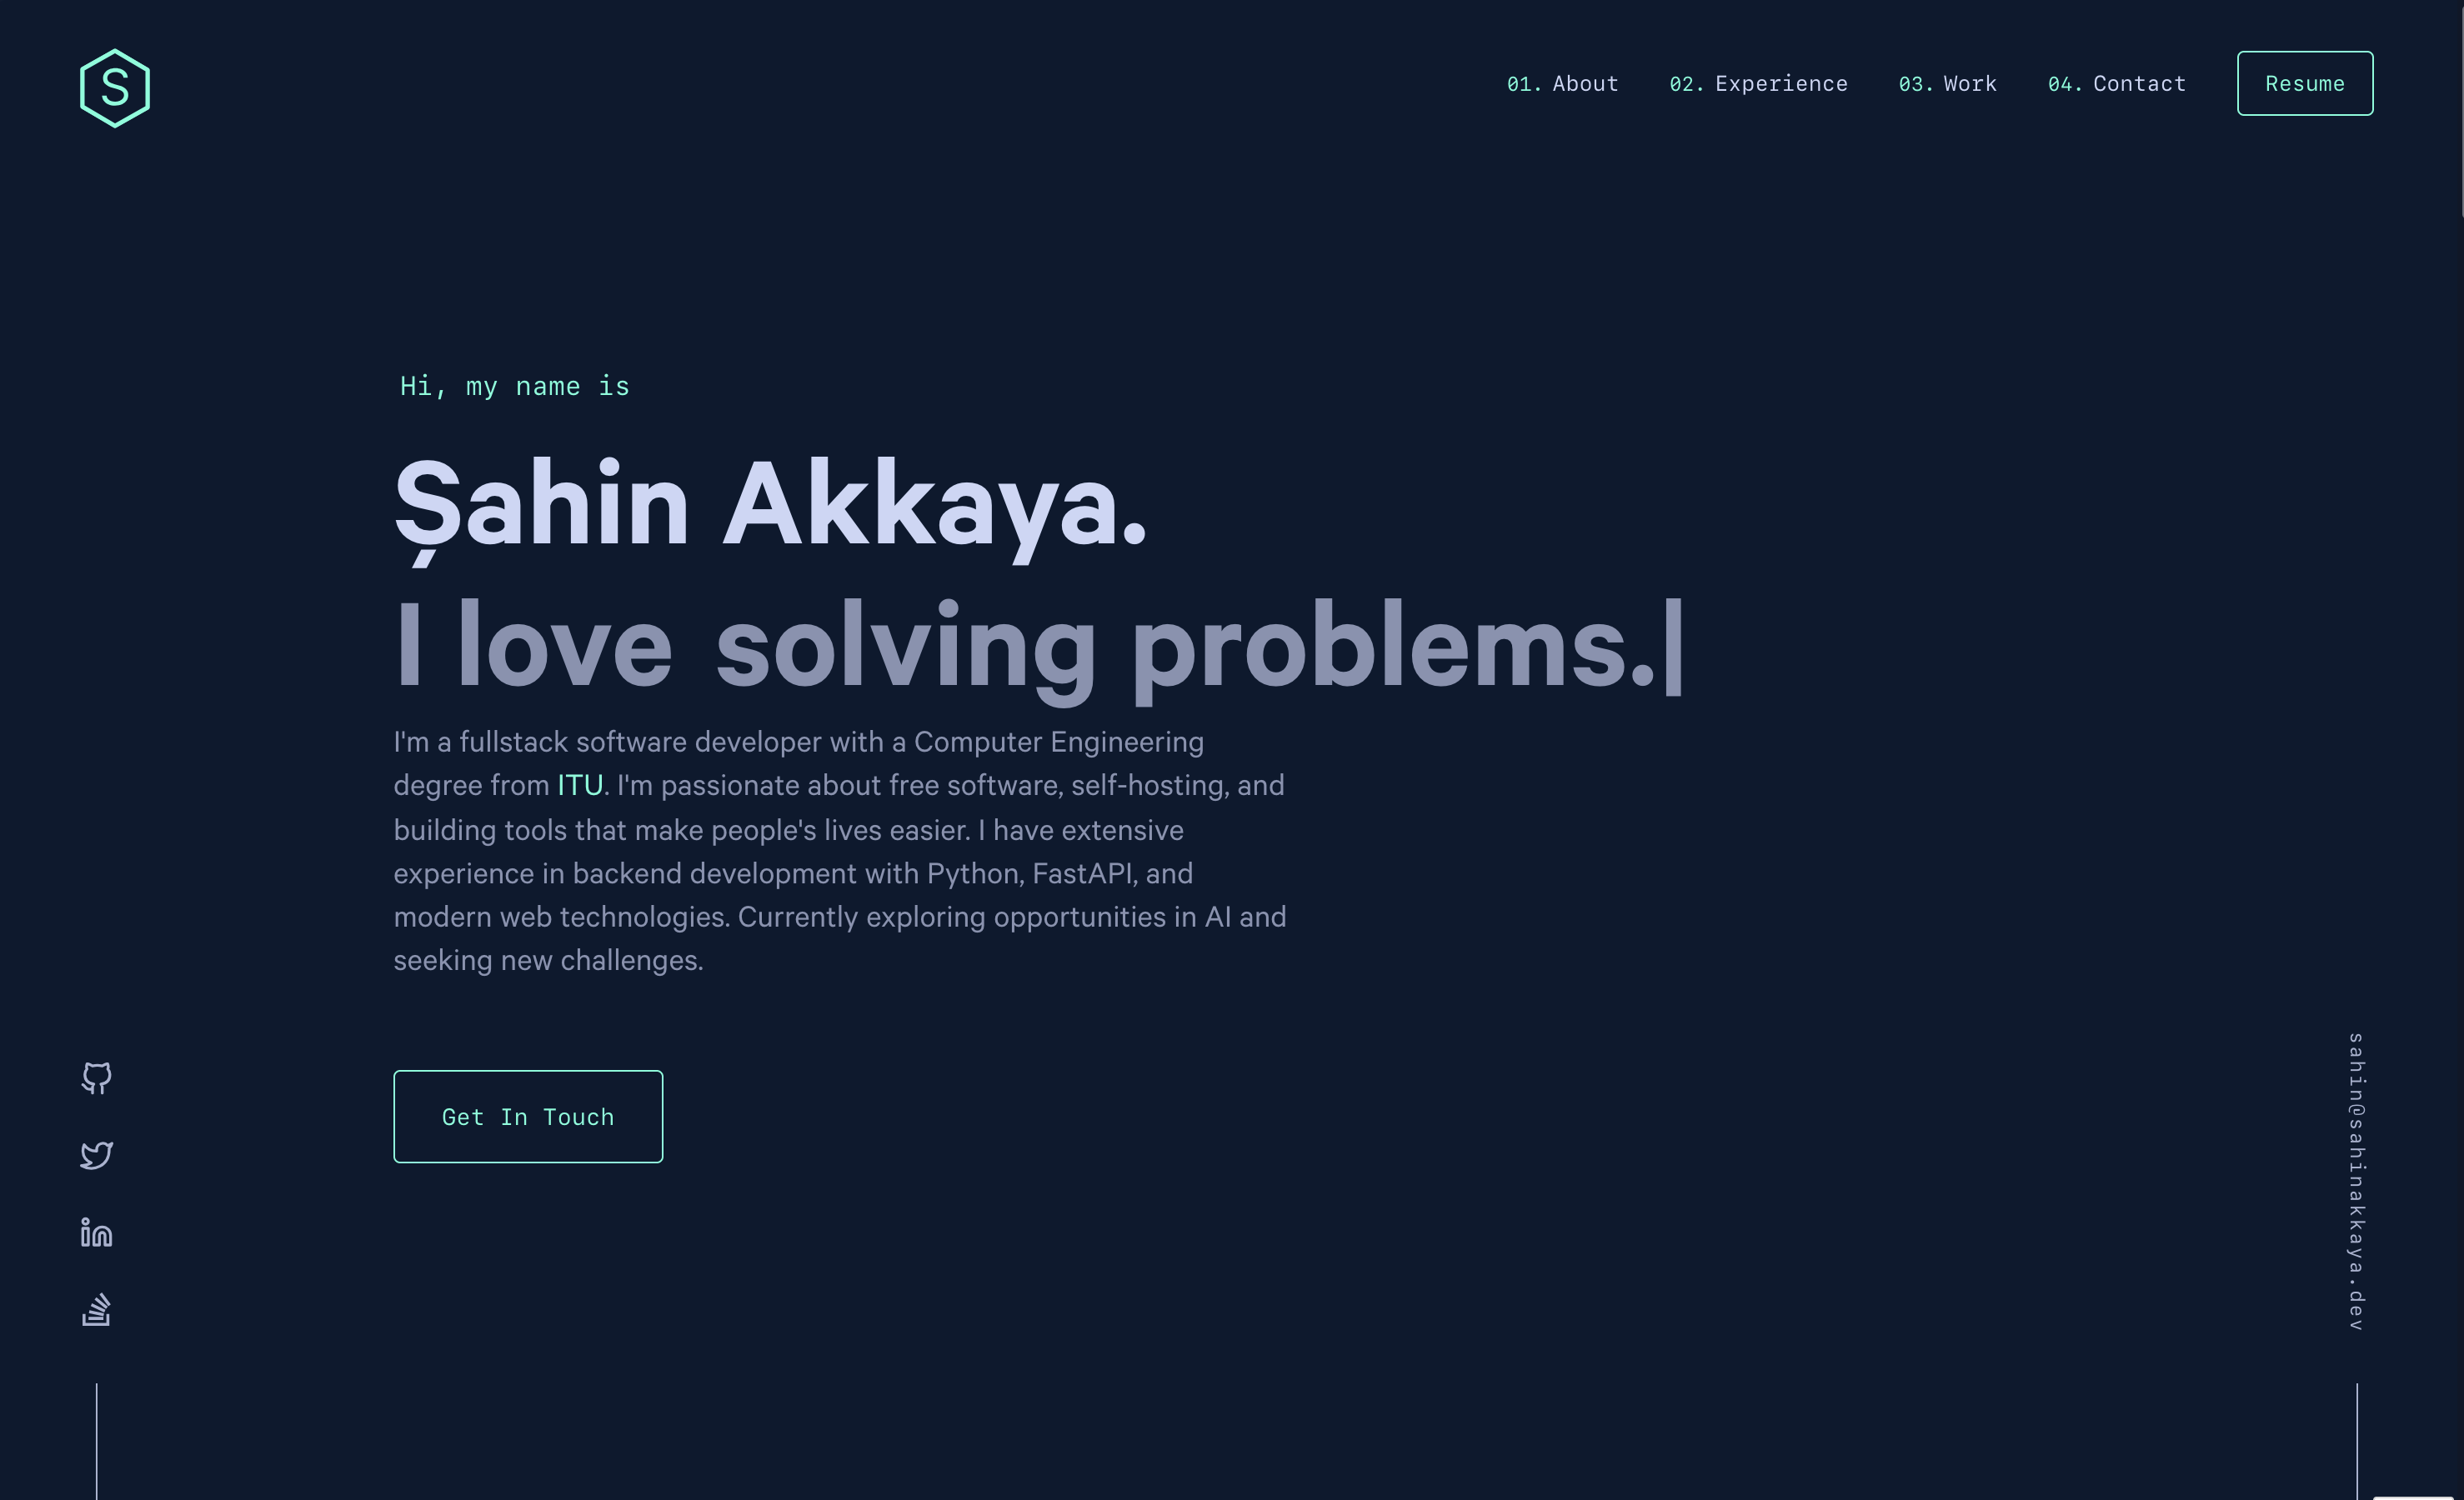 S
01. About 02. Experience 03. Work 04. Contact Resume
Hi, my name is
Şahin Akkaya.
I love solving problems.|
I'm a fullstack software developer with a Computer Engineering
degree from ITU. I'm passionate about free software, self-hosting, and
building tools that make people's lives easier. I have extensive
experience in backend development with Python, FastAPI, and
modern web technologies. Currently exploring opportunities in AI and
seeking new challenges.
Get In Touch
in
sahin@sahinakkaya.dev